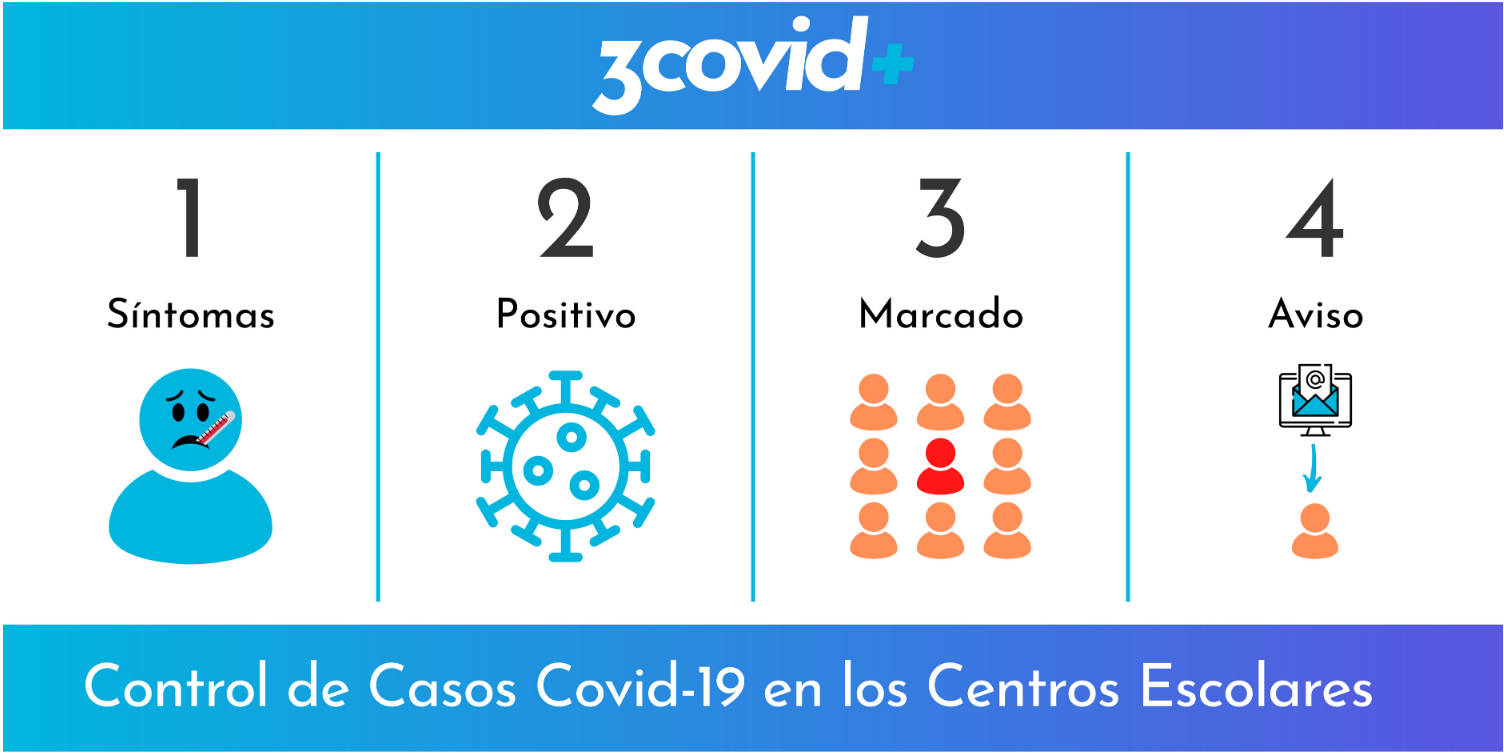 3covid+
1
Síntomas
2
Positivo
3
Marcado
4
Aviso
@
Control de Casos Covid-19 en los Centros Escolares